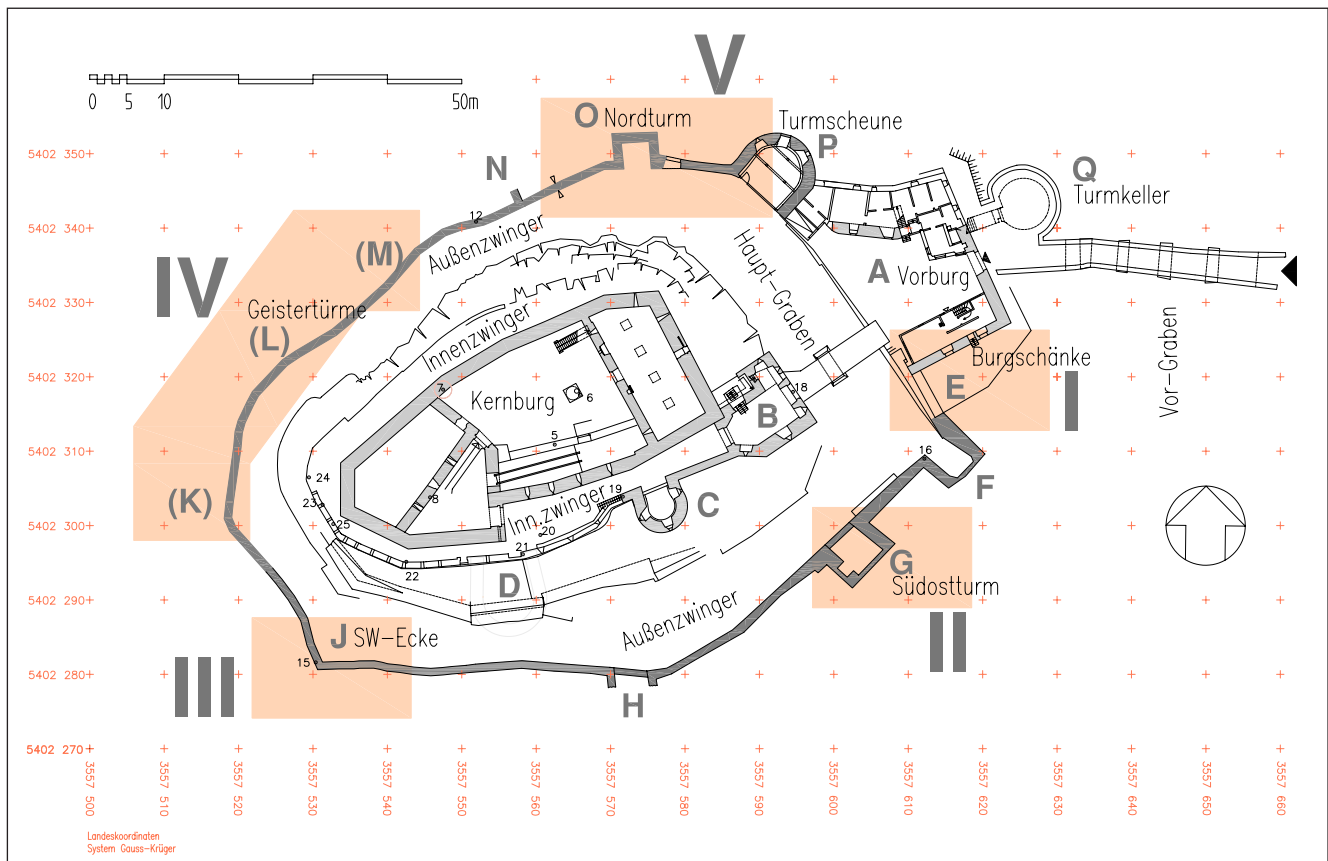 V
O Nordturm
Turmscheune
P
0 5 10 50m
5402 350
N
Q
Turmkeller
12
5402 340
Außenzwinger
(M)
Haupt-Graben
IV
A Vorburg
5402 330
Geistertürme
(L)
Innenzwinger
Vor-Graben
Burgschänke
5402 320
E
I
7
Kernburg
6
18
B
5
5402 310
16
24
F
(K)
23
8
Inn.zwinger
19
C
25
20
5402 300
21
22
G
Südostturm
D
5402 290
Außenzwinger
II
J SW-Ecke
15
III
5402 280
H
5402 270
3557 500
3557 510
3557 520
3557 530
3557 540
3557 550
3557 560
3557 570
3557 580
3557 590
3557 600
3557 610
3557 620
3557 630
3557 640
3557 650
3557 660
Landeskoordinaten
System Gauss-Krüger